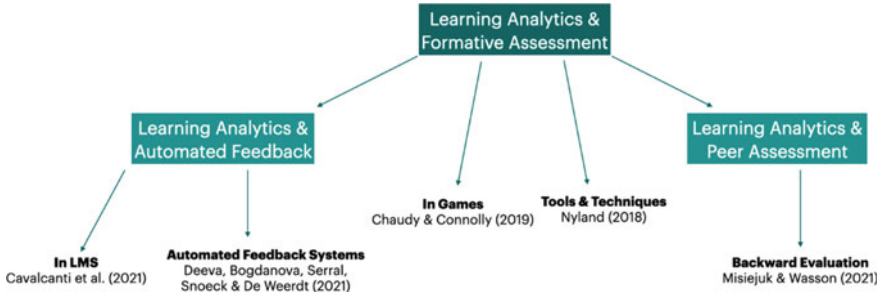 Learning Analytics &
Formative Assessment
Learning Analytics &
Automated Feedback
Learning Analytics &
Peer Assessment
In Games
Chaudy & Connolly (2019)
Tools & Techniques
Nyland (2018)
In LMS
Cavalcanti et al. (2021)
Automated Feedback Systems
Deeva, Bogdanova, Serral,
Snoeck & De Weerdt (2021)
Backward Evaluation
Misiejuk & Wasson (2021)